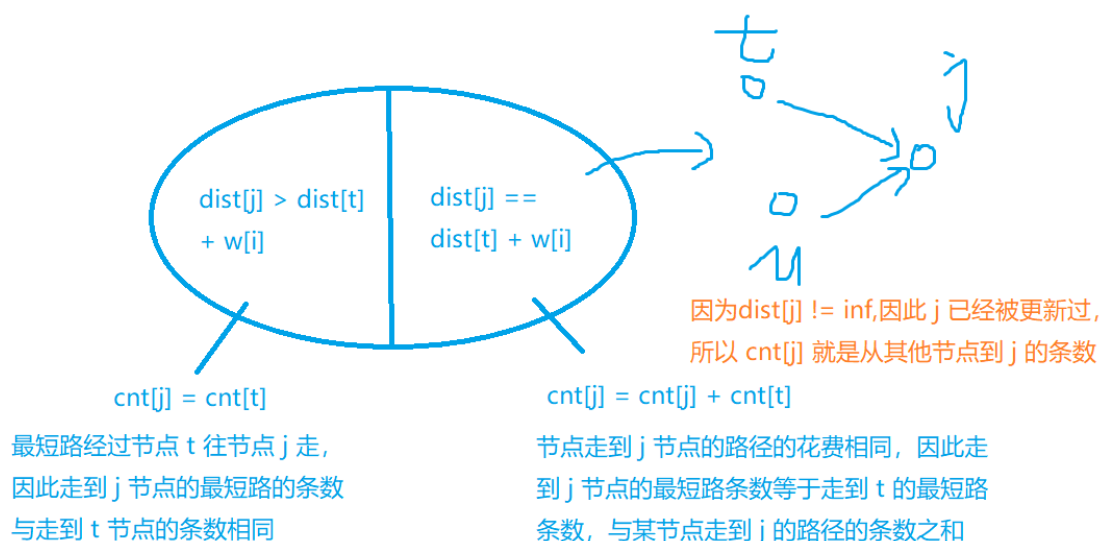 t
j
dist[j] > dist[t]
+ w[i]
dist[j] ==
dist[t] + w[i]
u
因为dist[j] != inf,因此 j 已经被更新过，
所以 cnt[j] 就是从其他节点到 j 的条数
cnt[j] = cnt[t]
最短路经过节点 t 往节点 j 走，
因此走到 j 节点的最短路的条数
与走到 t 节点的条数相同
cnt[j] = cnt[j] + cnt[t]
节点走到 j 节点的路径的花费相同，因此走
到 j 节点的最短路条数等于走到 t 的最短路
条数，与某节点走到 j 的路径的条数之和